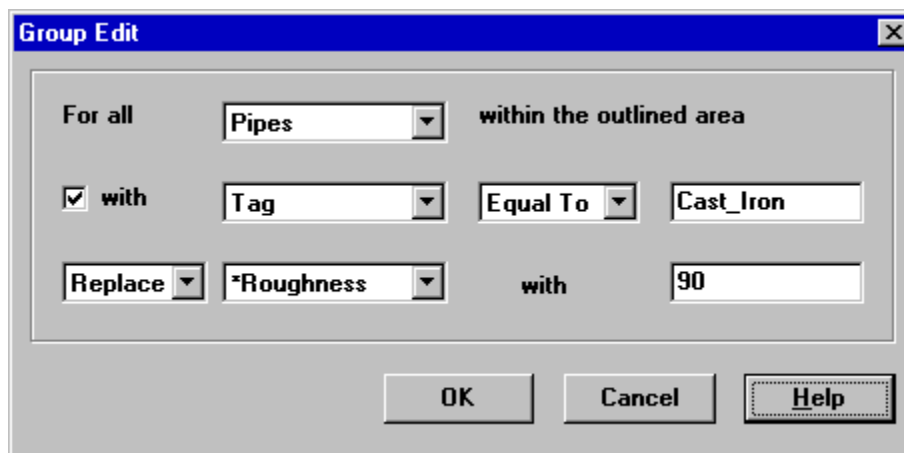 Group Edit
For all Pipes within the outlined area
with Tag Equal To Cast_Iron
Replace *Roughness with 90
OK Cancel Help